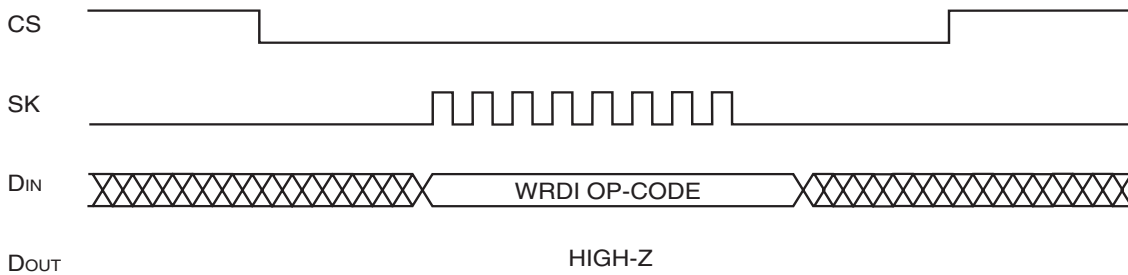 CS
SK
DIN
WRDI OP-CODE
DOUT
HIGH-Z